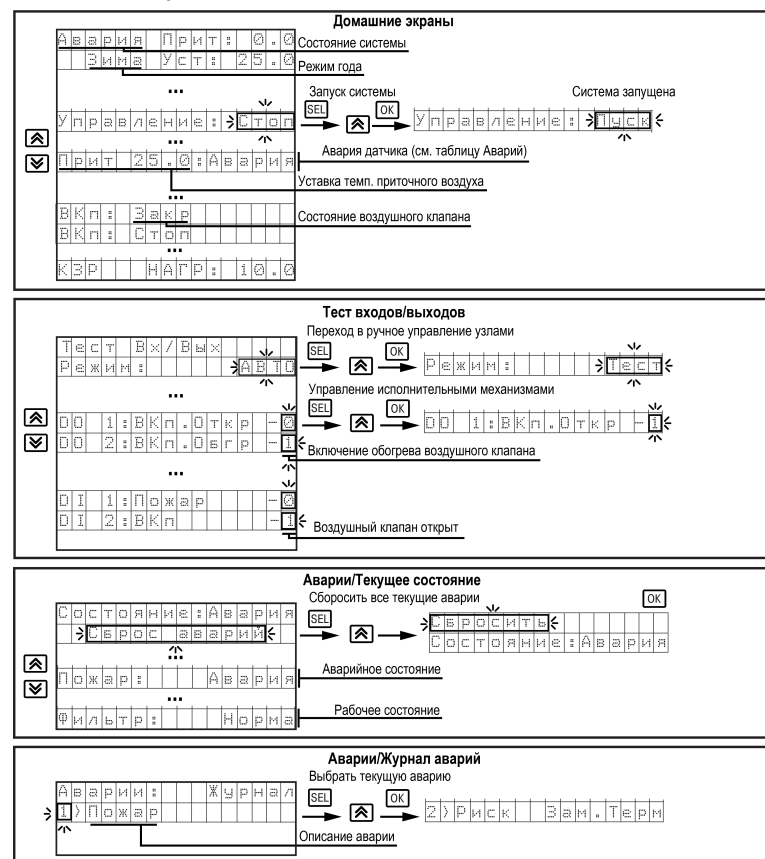 Домашние экраны
Авария Прит: 0.0
Состояние системы
Зима Уст: 25.0
Режим года
...
Запуск системы
Система запущена
Управление: Стоп
SEL
OK
Управление: Пуск
...
Авария датчика (см. таблицу Аварий)
Прит 25.0:Авария
Уставка темп. приточного воздуха
...
ВКп: Закр
Состояние воздушного клапана
ВКп: Стоп
...
КЗР НАГР: 10.0
Тест входов/выходов
Переход в ручное управление узлами
Тест Вх/Вых
Режим: АВТО
SEL
OK
Режим: Тест
...
Управление исполнительными механизмами
DO 1:ВКп.Откр -0
SEL
OK
DO 1:ВКп.Откр -1
DO 2:ВКп.Обгр -1
Включение обогрева воздушного клапана
...
DI 1:Пожар -0
DI 2:ВКп -1
Воздушный клапан открыт
Аварии/Текущее состояние
Сборосить все текущие аварии
Состояние:Авария
SEL
OK
Сбросить
Сброс аварий
Состояние:Авария
...
Пожар: Авария
Аварийное состояние
...
Фильтр: Норма
Рабочее состояние
Аварии/Журнал аварий
Выбрать текущую аварию
Аварии: Журнал
1>Пожар
SEL
OK
2>Риск Зам.Терм
Описание аварии